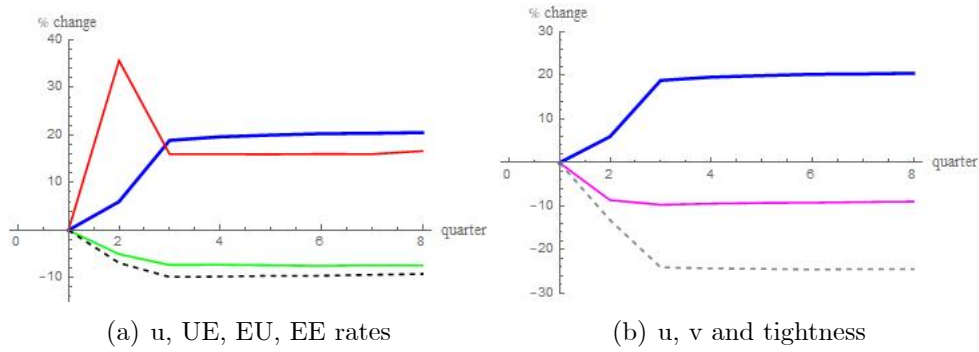 % change
40
30
20
10
0 2 4 6 8 quarter
-10
(a) u, UE, EU, EE rates
% change
30
20
10
0 2 4 6 8 quarter
-10
-20
-30
(b) u, v and tightness